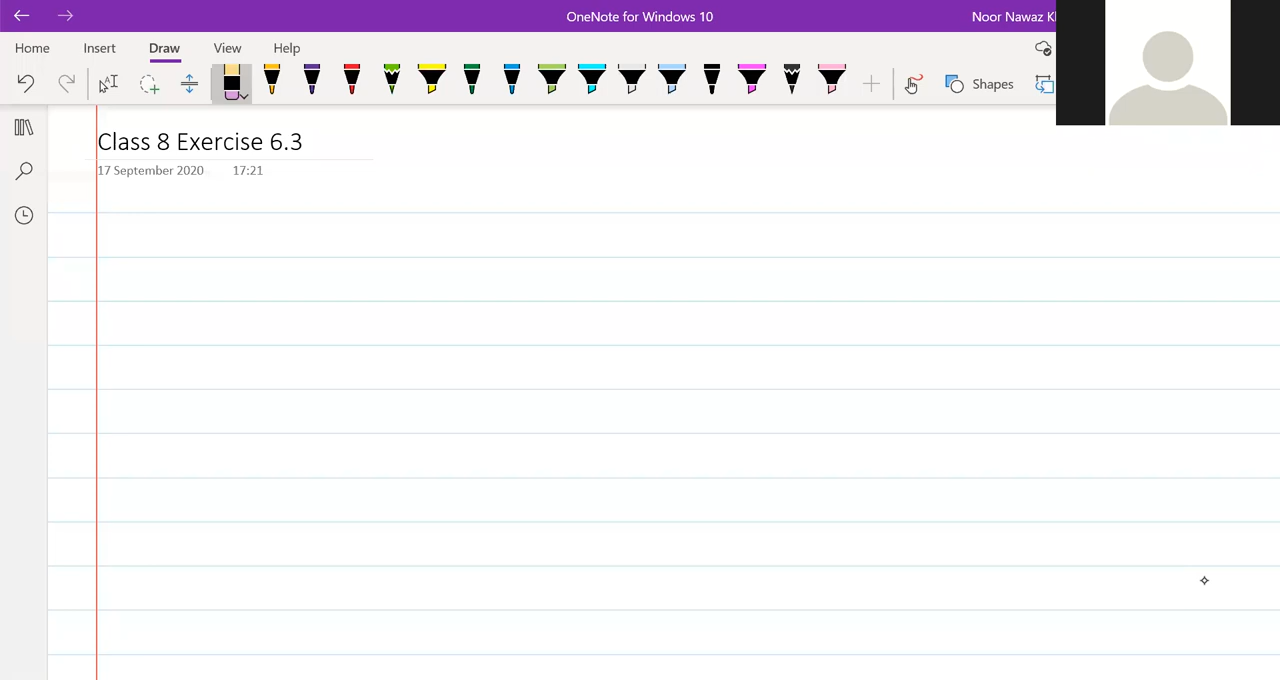 OneNote for Windows 10
Noor Nawaz Kl
Home Insert Draw View Help
Shapes
Class 8 Exercise 6.3
17 September 2020 17:21